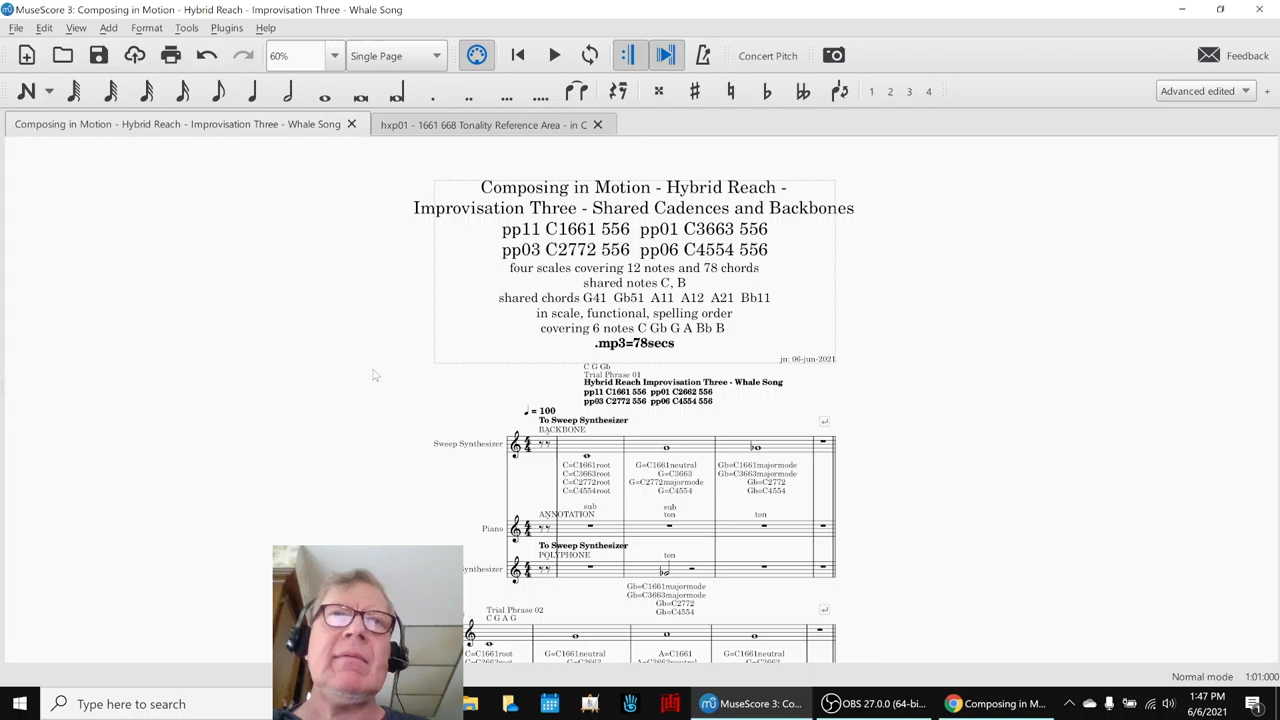 MuseScore 3: Composing in Motion - Hybrid Reach - Improvisation Three - Whale Song
File Edit View Add Format Tools Plugins Help
60% Single Page Concert Pitch Feedback
1 2 3 4 Advanced edited +
Composing in Motion - Hybrid Reach - Improvisation Three - Whale Song hxp01 - 1661 668 Tonality Reference Area - in C
Composing in Motion - Hybrid Reach -
Improvisation Three - Shared Cadences and Backbones
pp11 C1661 556 pp01 C3663 556
pp03 C2772 556 pp06 C4554 556
four scales covering 12 notes and 78 chords
shared notes C, B
shared chords G41 Gb51 A11 A12 A21 Bb11
in scale, functional, spelling order
covering 6 notes C Gb G A Bb B
.mp3=78secs
jn: 06-jun-2021
C G Gb
Trial Phrase 01
Hybrid Reach Improvisation Three - Whale Song
pp11 C1661 556 pp01 C2662 556
pp03 C2772 556 pp06 C4554 556
= 100
To Sweep Synthesizer
BACKBONE
Sweep Synthesizer
C=C1661root G=C1661neutral Gb=C1661majormode
C=C3663root G=C3663 Gb=C3663majormode
C=C2772root G=C2772majormode Gb=C2772
C=C4554root G=C4554 Gb=C4554
sub sub
ANNOTATION ton ton
Piano
To Sweep Synthesizer
POLYPHONE ton
ynthesizer
Gb=C1661majormode
Gb=C3663majormode
Gb=C2772
Gb=C4554
Trial Phrase 02
C G A G
C=C1661root G=C1661neutral A=C1661 G=C1661neutral
Normal mode 1:01:000
Type here to search MuseScore 3: Co... OBS 27.0.0 (64-bi... Composing in M... 1:47 PM
6/6/2021